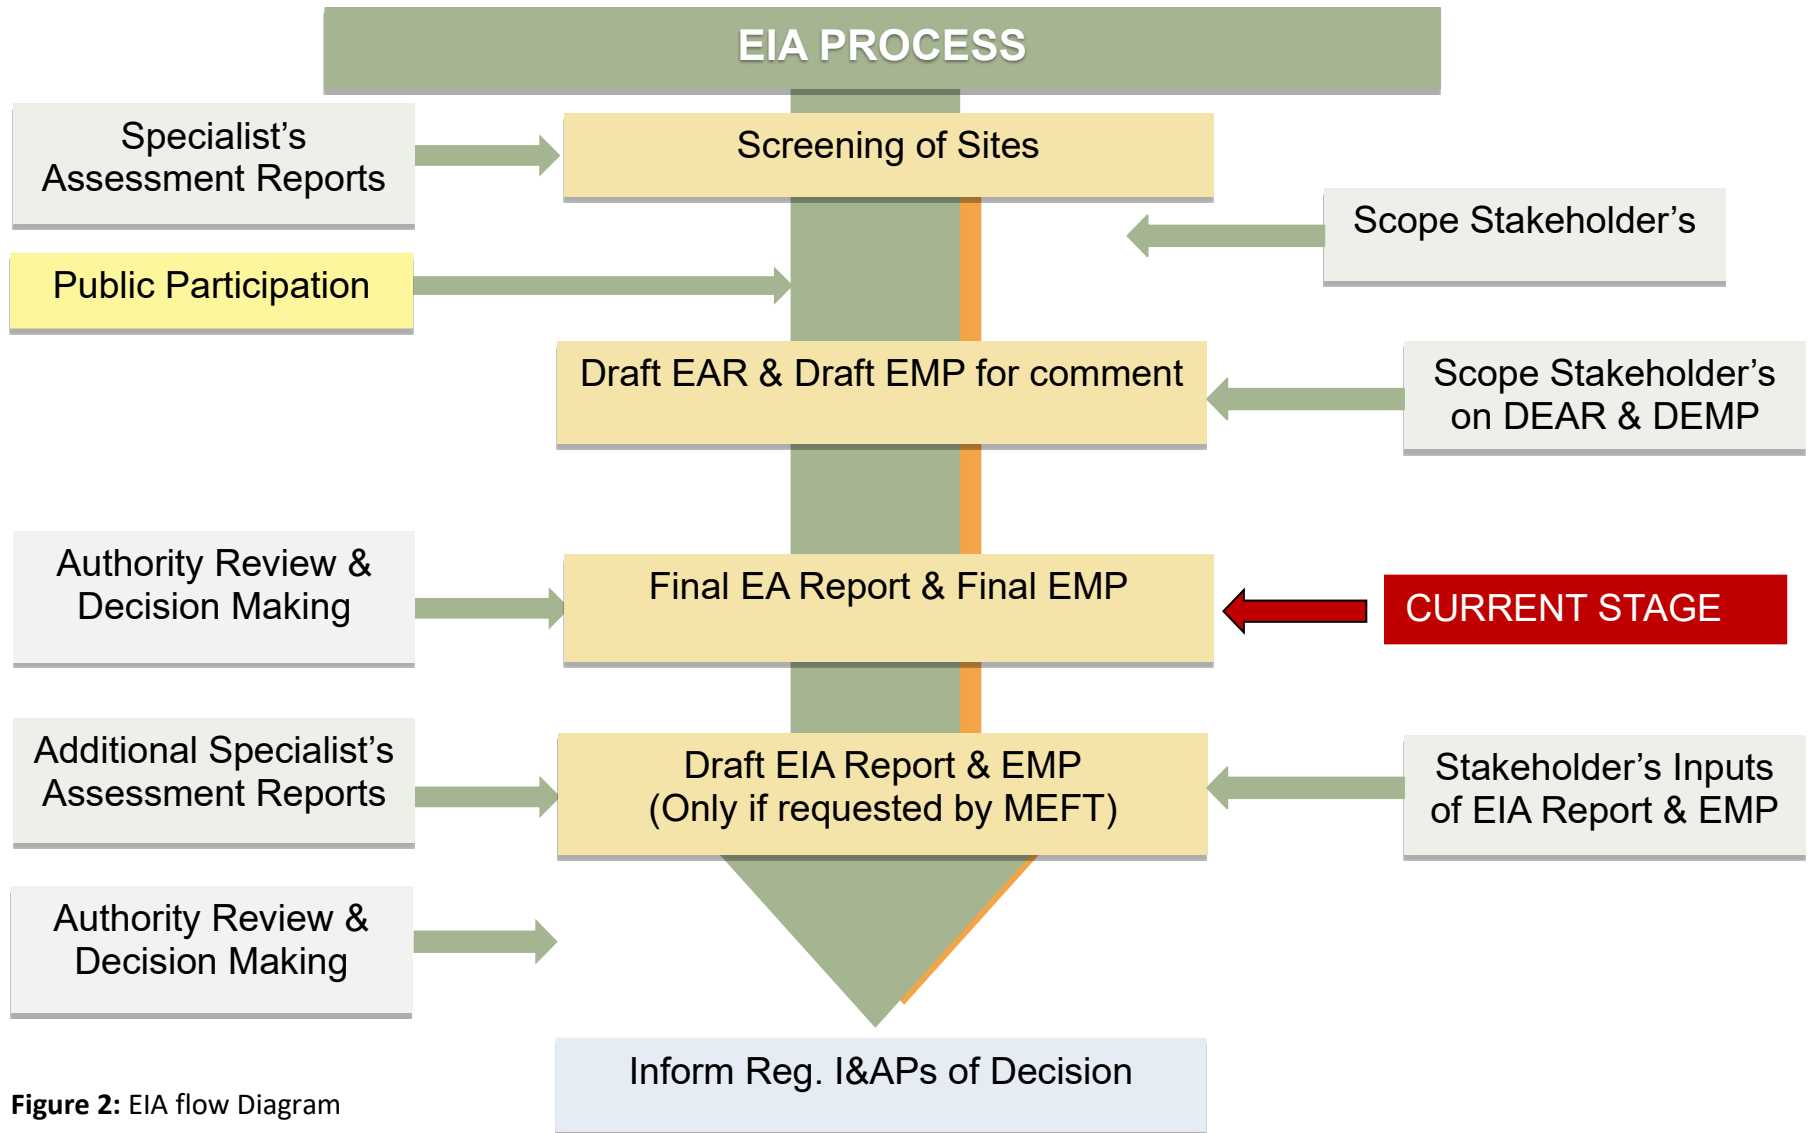 EIA PROCESS
Specialist’s
Assessment Reports
Screening of Sites
Scope Stakeholder’s
Public Participation
Draft EAR & Draft EMP for comment
Scope Stakeholder’s
on DEAR & DEMP
Authority Review &
Decision Making
Final EA Report & Final EMP
CURRENT STAGE
Additional Specialist’s
Assessment Reports
Draft EIA Report & EMP
(Only if requested by MEFT)
Stakeholder’s Inputs
of EIA Report & EMP
Authority Review &
Decision Making
Inform Reg. I&APs of Decision
Figure 2: EIA flow Diagram